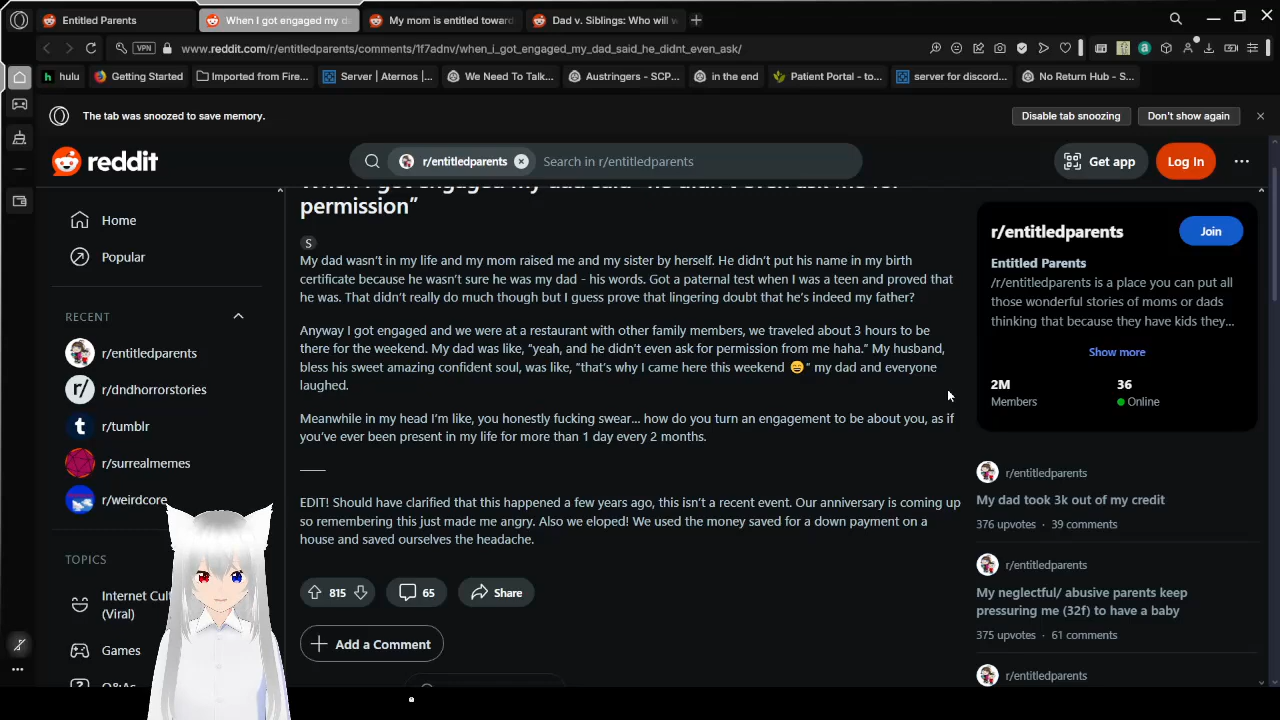 Entitled Parents
When I got engaged my d
My mom is entitled toward
Dad v. Siblings: Who will w
VPN
www.reddit.com/r/entitledparents/comments/1f7adnv/when_i_got_engaged_my_dad_said_he_didnt_even_ask/
hulu
Getting Started
Imported from Fire...
Server | Aternos |...
We Need To Talk...
Austringers - SCP...
in the end
Patient Portal - to...
server for discord...
No Return Hub - S...
The tab was snoozed to save memory.
Disable tab snoozing
Don't show again
reddit
r/entitledparents
Search in r/entitledparents
Get app
Log In
Home
Popular
RECENT
r/entitledparents
r/dndhorrorstories
r/tumblr
r/surrealmemes
r/weirdcore
TOPICS
Internet Cul
(Viral)
Games
When I got engaged my dad said "he didn't even ask me for
permission”
S
My dad wasn’t in my life and my mom raised me and my sister by herself. He didn’t put his name in my birth
certificate because he wasn’t sure he was my dad - his words. Got a paternal test when I was a teen and proved that
he was. That didn’t really do much though but I guess prove that lingering doubt that he’s indeed my father?
Anyway I got engaged and we were at a restaurant with other family members, we traveled about 3 hours to be
there for the weekend. My dad was like, “yeah, and he didn’t even ask for permission from me haha.” My husband,
bless his sweet amazing confident soul, was like, “that’s why I came here this weekend 😄” my dad and everyone
laughed.
Meanwhile in my head I’m like, you honestly fucking swear… how do you turn an engagement to be about you, as if
you’ve ever been present in my life for more than 1 day every 2 months.
——
EDIT! Should have clarified that this happened a few years ago, this isn’t a recent event. Our anniversary is coming up
so remembering this just made me angry. Also we eloped! We used the money saved for a down payment on a
house and saved ourselves the headache.
815
65
Share
Add a Comment
r/entitledparents
Join
Entitled Parents
/r/entitledparents is a place you can put all
those wonderful stories of moms or dads
thinking that because they have kids they...
Show more
2M
Members
36
Online
r/entitledparents
My dad took 3k out of my credit
376 upvotes · 39 comments
r/entitledparents
My neglectful/ abusive parents keep
pressuring me (32f) to have a baby
375 upvotes · 61 comments
r/entitledparents